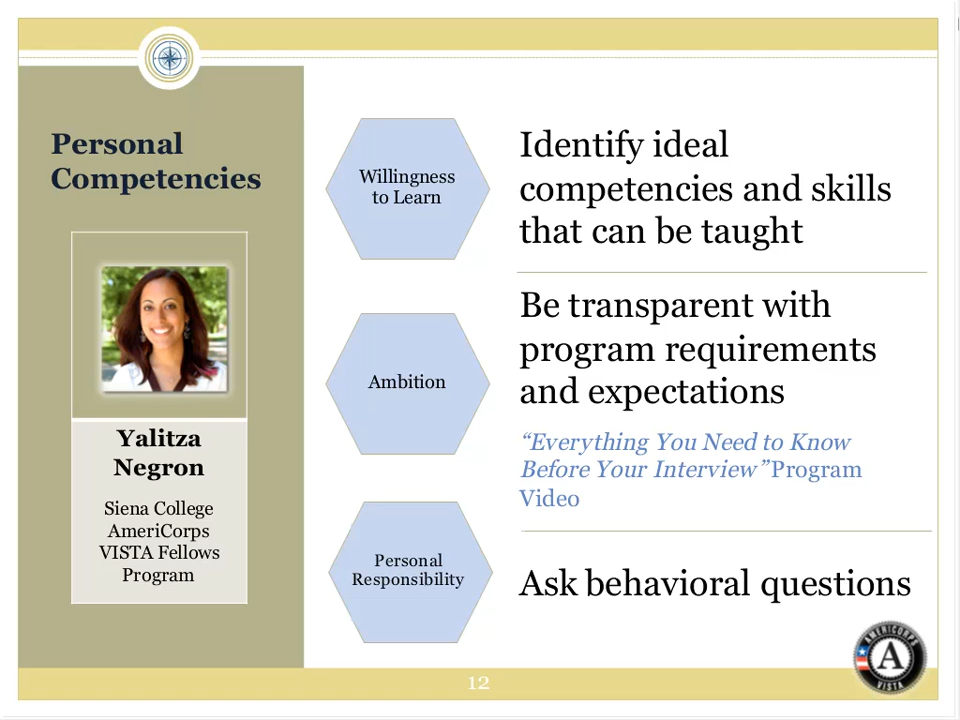 Personal
Competencies
Yalitza
Negron
Siena College
AmeriCorps
VISTA Fellows
Program
Willingness
to Learn
Identify ideal
competencies and skills
that can be taught
Ambition
Be transparent with
program requirements
and expectations
“Everything You Need to Know
Before Your Interview” Program
Video
Personal
Responsibility
Ask behavioral questions
AMERICORPS
A
VISTA
12